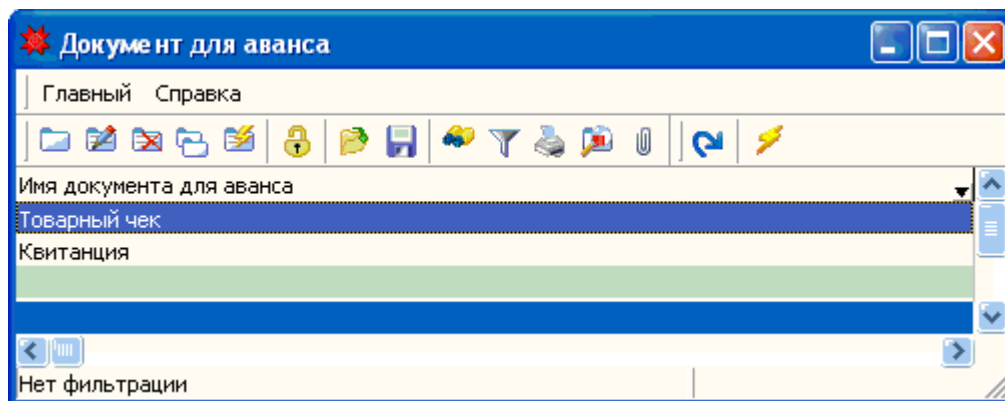 Документ для аванса
Главный Справка
Имя документа для аванса
Товарный чек
Квитанция
Нет фильтрации